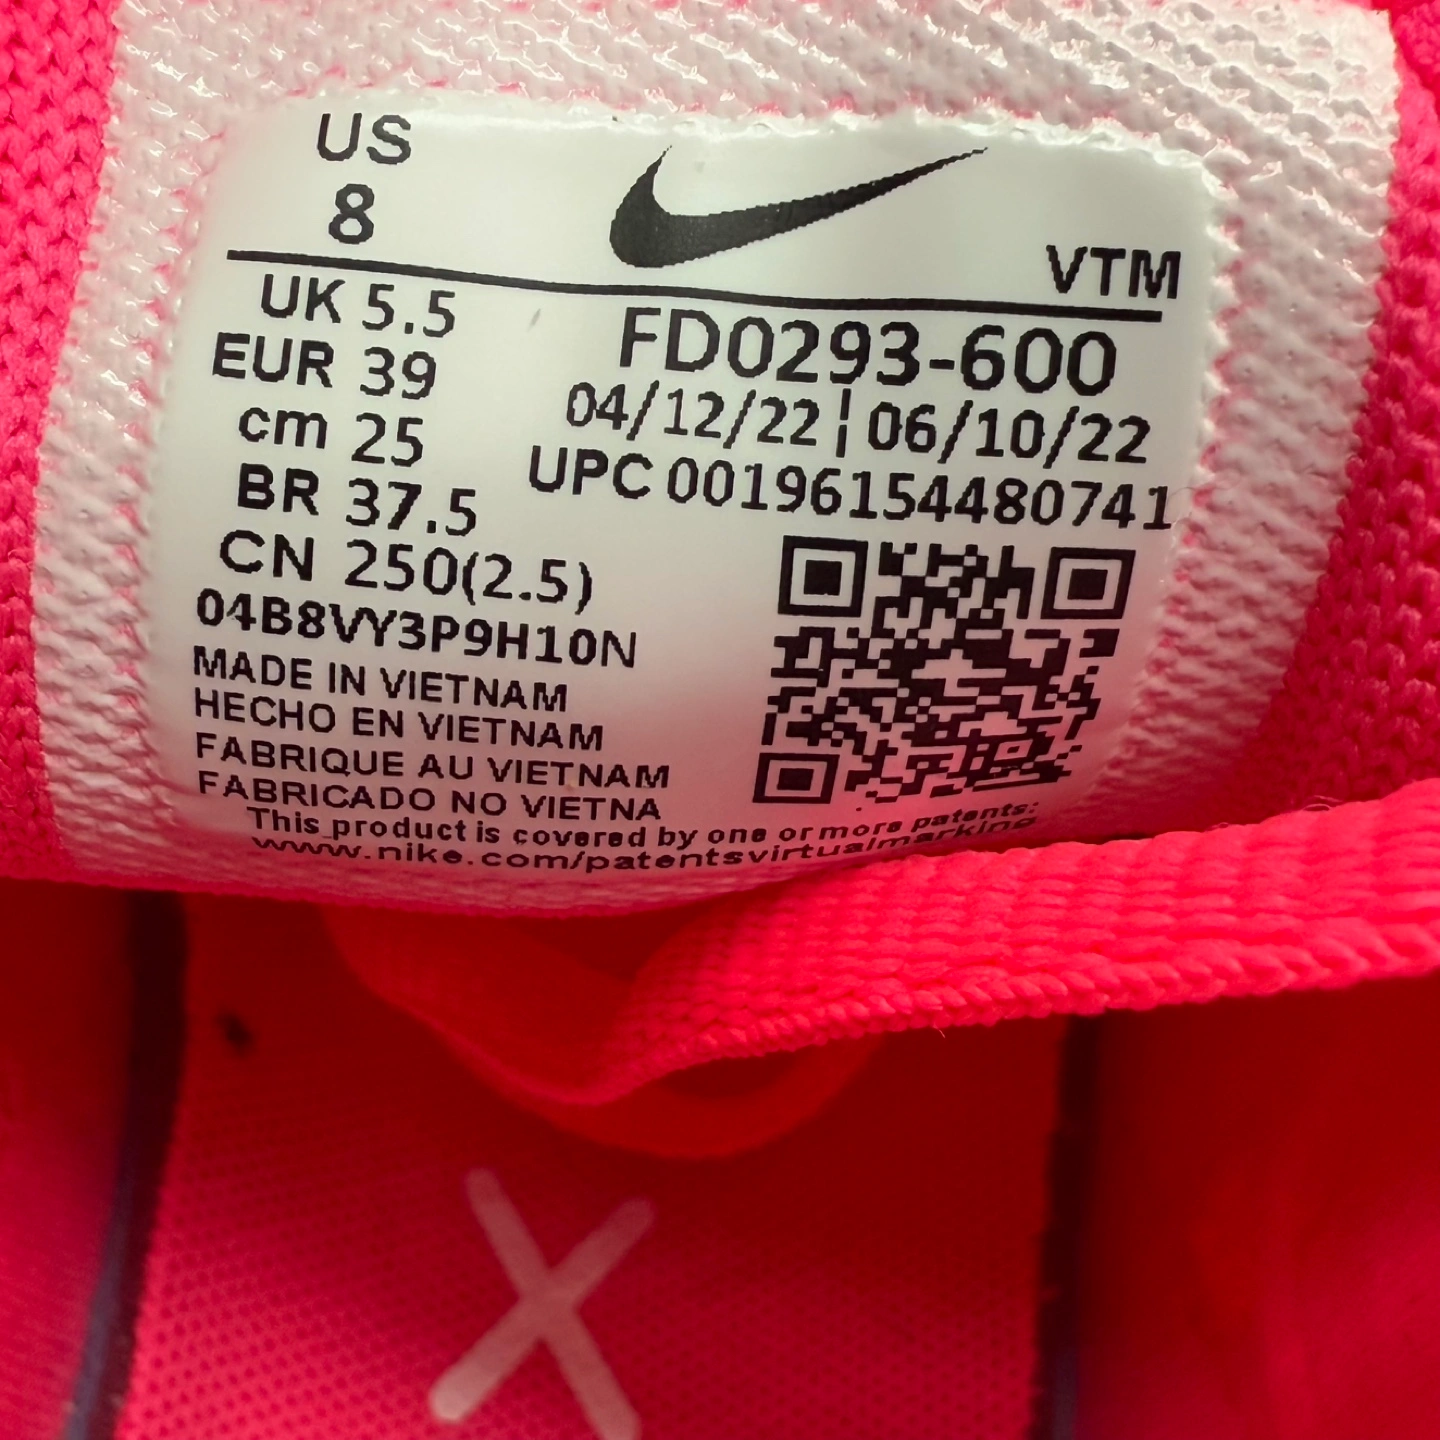 US
8
VTM
UK 5.5
EUR 39
cm 25
BR 37.5
CN 250(2.5)
FD0293-600
04/12/22 | 06/10/22
UPC 00196154480741
04B8VY3P9H10N
MADE IN VIETNAM
HECHO EN VIETNAM
FABRIQUE AU VIETNAM
FABRICADO NO VIETNA
This product is covered by one or more patents:
www.nike.com/patentsvirtualmarking
X